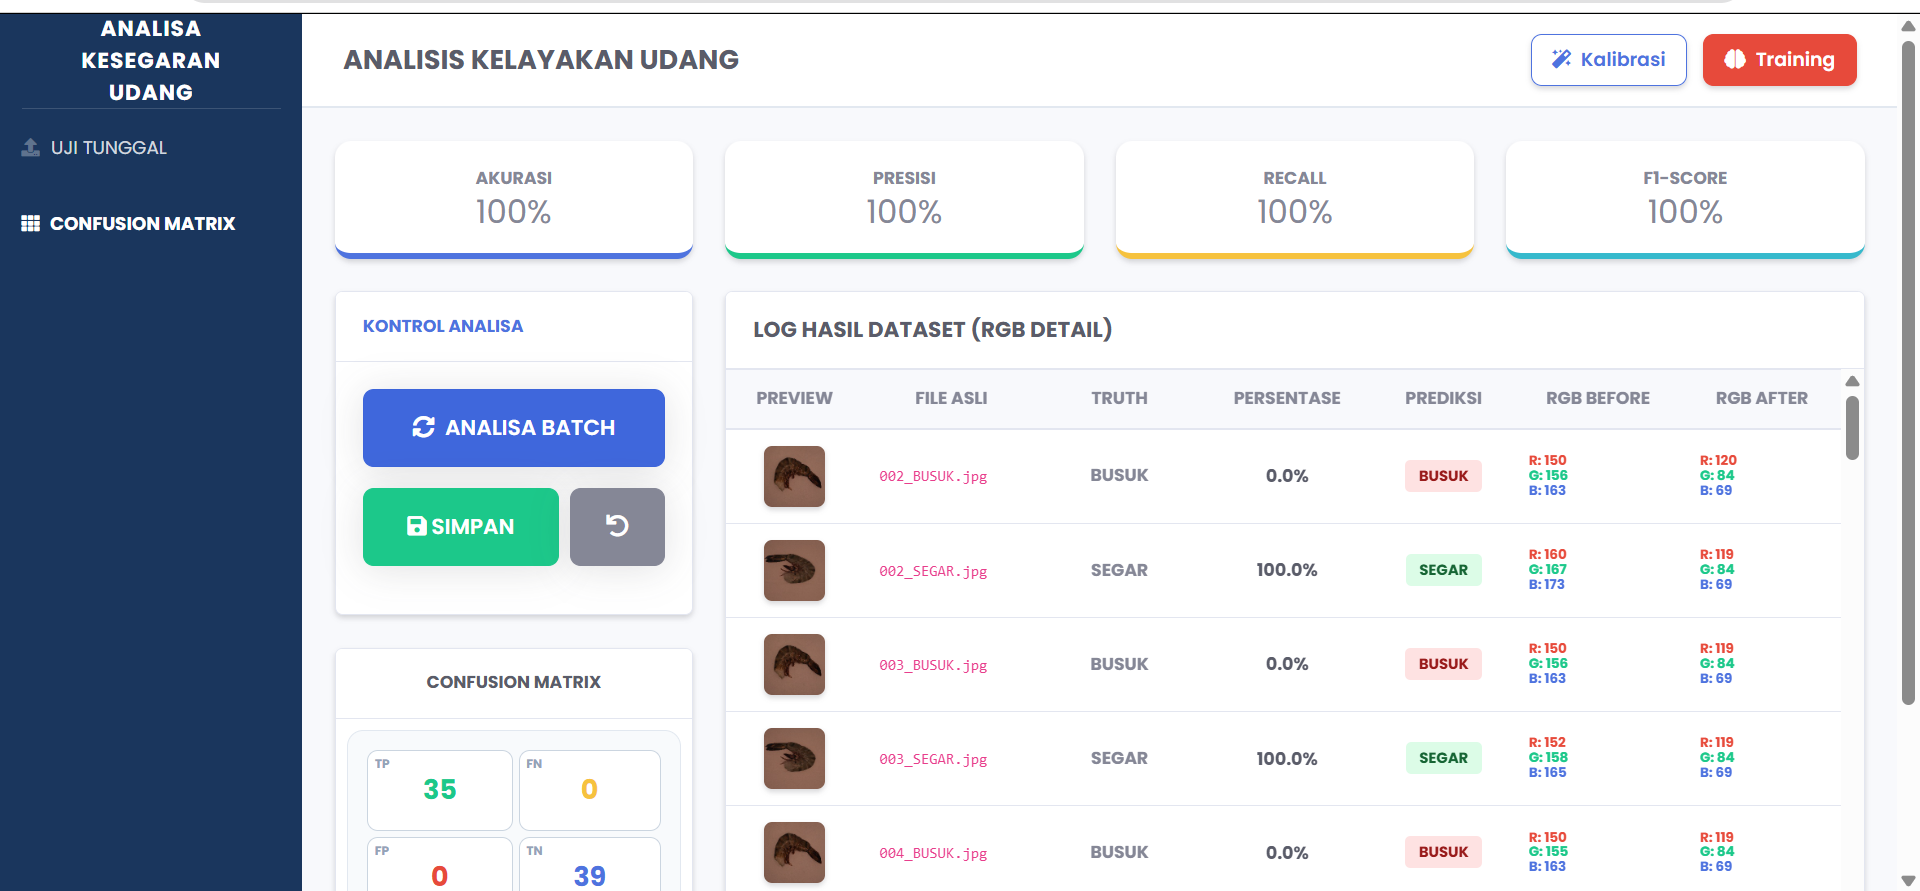 ANALISA
KESEGARAN
UDANG
UJI TUNGGAL
CONFUSION MATRIX
ANALISIS KELAYAKAN UDANG
Kalibrasi
Training
AKURASI
100%
PRESISI
100%
RECALL
100%
F1-SCORE
100%
KONTROL ANALISA
ANALISA BATCH
SIMPAN
CONFUSION MATRIX
TP
35
FN
0
FP
0
TN
39
LOG HASIL DATASET (RGB DETAIL)
PREVIEW FILE ASLI TRUTH PERSENTASE PREDIKSI RGB BEFORE RGB AFTER
002_BUSUK.jpg BUSUK 0.0% BUSUK
R: 150
G: 156
B: 163
R: 120
G: 84
B: 69
002_SEGAR.jpg SEGAR 100.0% SEGAR
R: 160
G: 167
B: 173
R: 119
G: 84
B: 69
003_BUSUK.jpg BUSUK 0.0% BUSUK
R: 150
G: 156
B: 163
R: 119
G: 84
B: 69
003_SEGAR.jpg SEGAR 100.0% SEGAR
R: 152
G: 158
B: 165
R: 119
G: 84
B: 69
004_BUSUK.jpg BUSUK 0.0% BUSUK
R: 150
G: 155
B: 163
R: 119
G: 84
B: 69